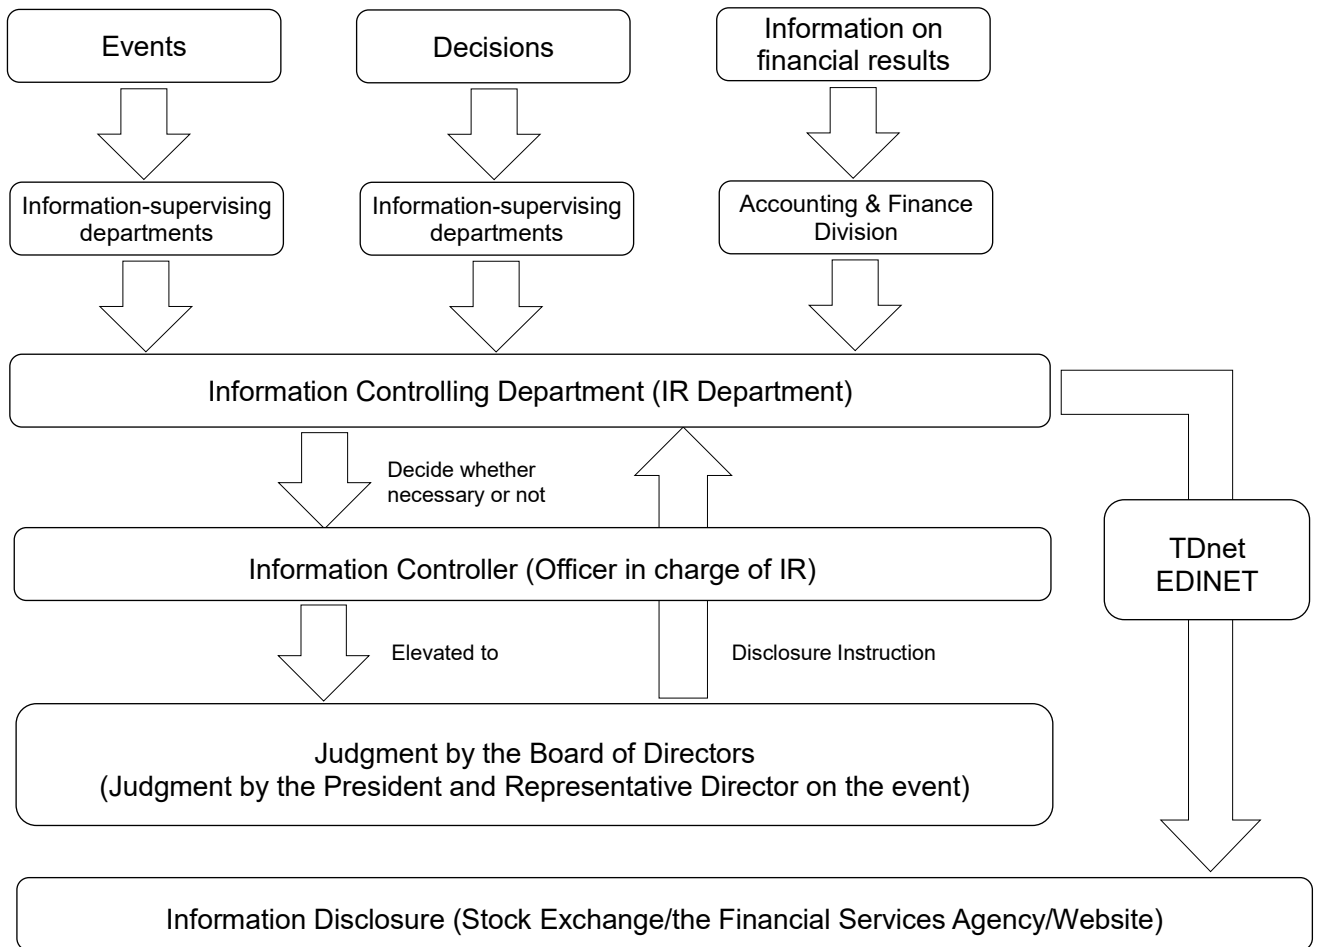 Events
Decisions
Information on
financial results
Information-supervising
departments
Information-supervising
departments
Accounting & Finance
Division
Information Controlling Department (IR Department)
Decide whether
necessary or not
Information Controller (Officer in charge of IR)
TDnet
EDINET
Elevated to
Disclosure Instruction
Judgment by the Board of Directors
(Judgment by the President and Representative Director on the event)
Information Disclosure (Stock Exchange/the Financial Services Agency/Website)